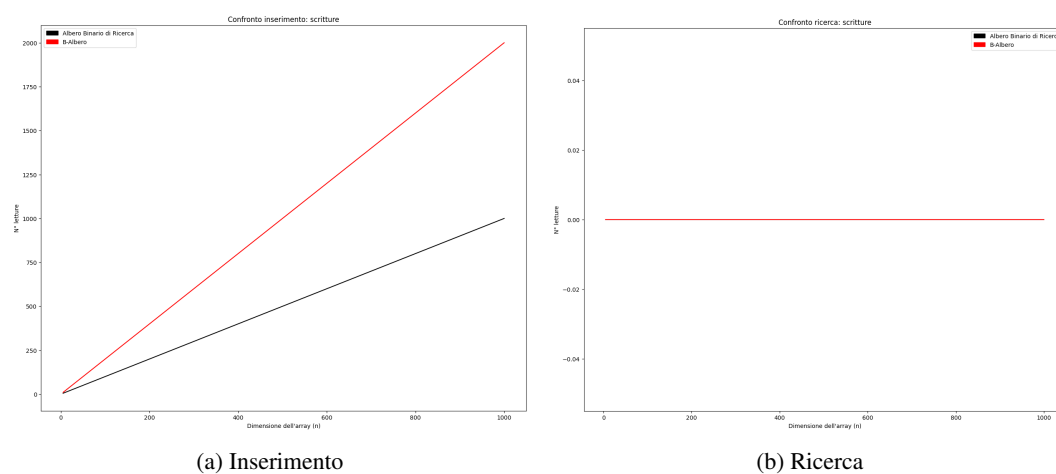 Confronto inserimento: scritture
Albero Binario di Ricerca
B-Albero
2000
1750
1500
1250
1000
750
500
250
0
N° letture
0 200 400 600 800 1000
Dimensione dell'array (n)
(a) Inserimento
Confronto ricerca: scritture
Albero Binario di Ricerca
B-Albero
0.04
0.02
0.00
−0.02
−0.04
N° letture
0 200 400 600 800 1000
Dimensione dell'array (n)
(b) Ricerca